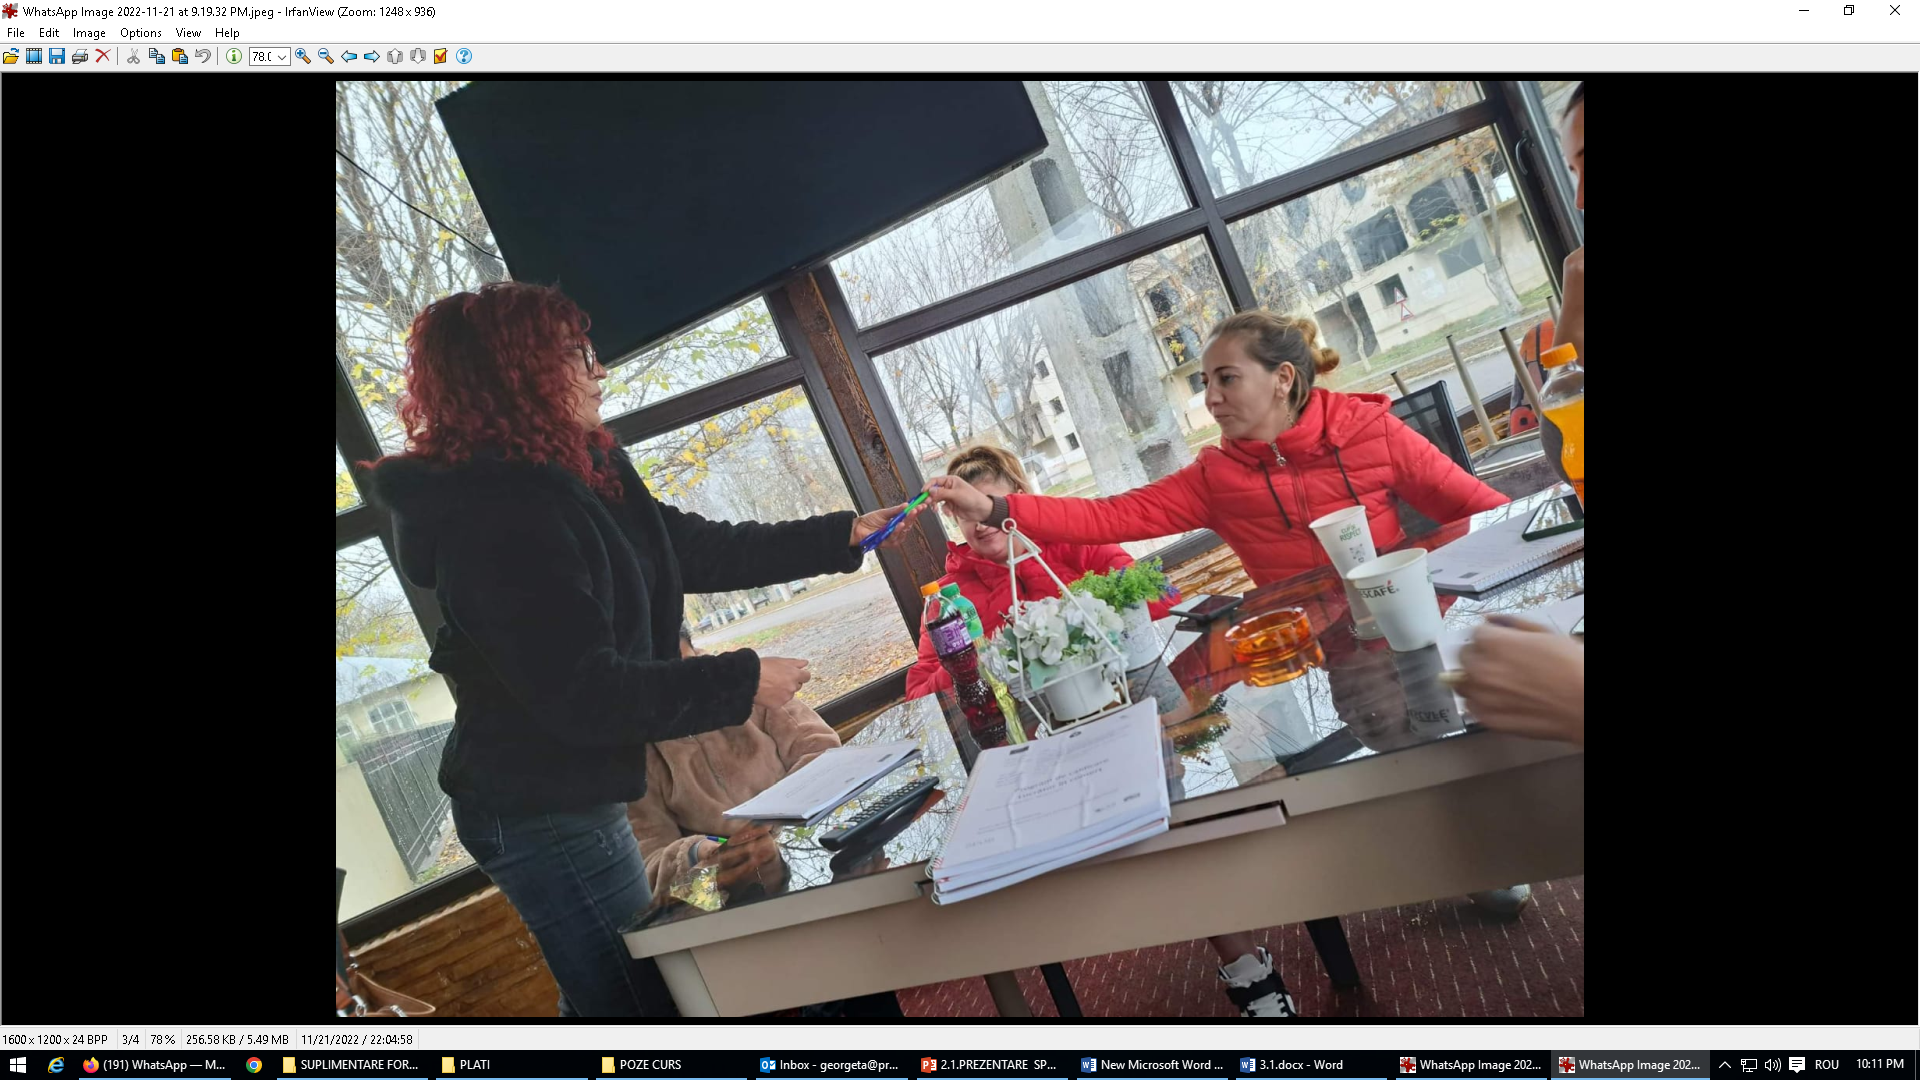 WhatsApp Image 2022-11-21 at 9.19.32 PM.jpeg - IrfanView (Zoom: 1248 x 936)
File Edit Image Options View Help
78.0
NESCAFÉ
1600 x 1200 x 24 BPP 3/4 78 % 256.58 KB / 5.49 MB 11/21/2022 / 22:04:58
(191) WhatsApp — M... SUPLIMENTARE FOR... PLATI POZE CURS Inbox - georgeta@pr... 2.1.PREZENTARE SP... New Microsoft Word ... 3.1.docx - Word WhatsApp Image 202... WhatsApp Image 202... ROU 10:11 PM